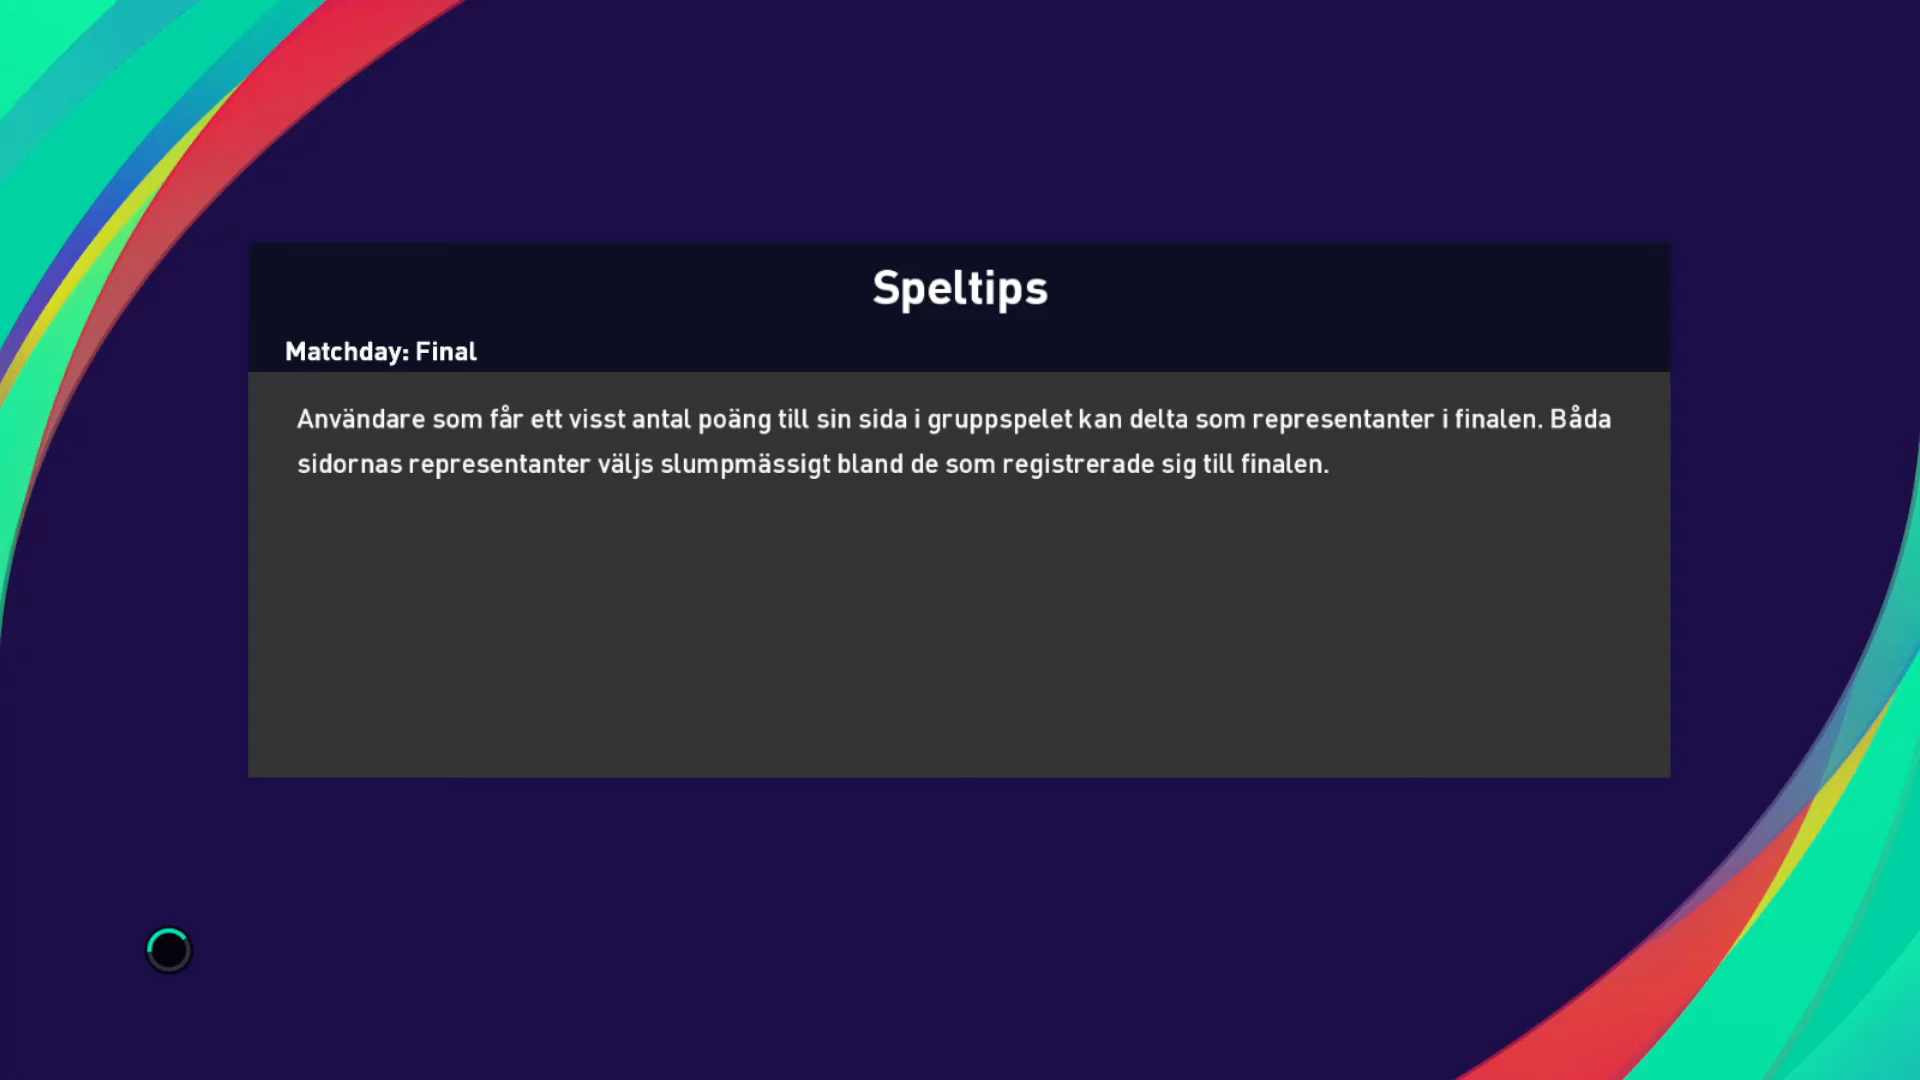 Speltips
Matchday: Final
Användare som får ett visst antal poäng till sin sida i gruppspelet kan delta som representanter i finalen. Båda
sidornas representanter väljs slumpmässigt bland de som registrerade sig till finalen.